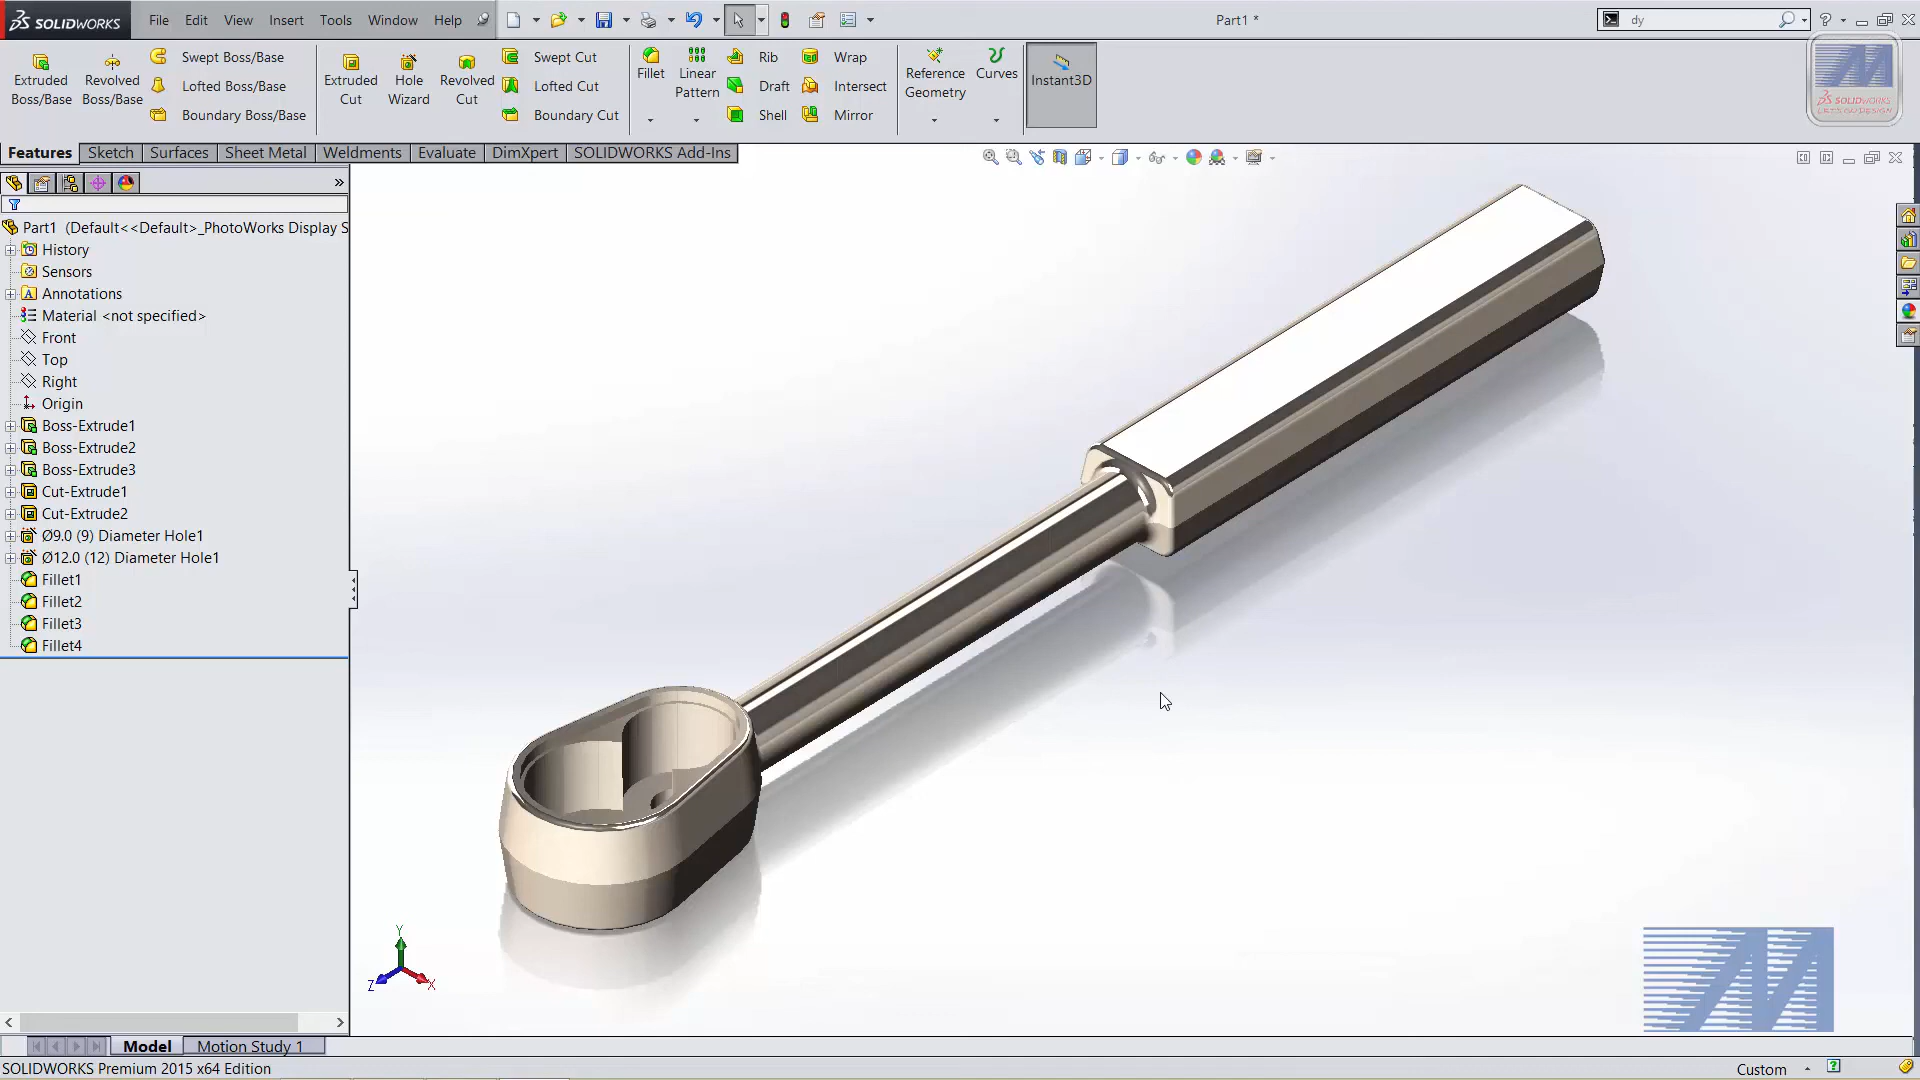 SOLIDWORKS File Edit View Insert Tools Window Help Part1 * dy
Extruded Boss/Base
Revolved Boss/Base
Swept Boss/Base
Lofted Boss/Base
Boundary Boss/Base
Extruded Cut
Hole Wizard
Revolved Cut
Swept Cut
Lofted Cut
Boundary Cut
Fillet
Linear Pattern
Rib
Draft
Shell
Wrap
Intersect
Mirror
Reference Geometry
Curves
Instant3D
SOLIDWORKS
Features Sketch Surfaces Sheet Metal Weldments Evaluate DimXpert SOLIDWORKS Add-Ins
Part1 (Default<<Default>_PhotoWorks Display S
History
Sensors
Annotations
Material <not specified>
Front
Top
Right
Origin
Boss-Extrude1
Boss-Extrude2
Boss-Extrude3
Cut-Extrude1
Cut-Extrude2
Ø9.0 (9) Diameter Hole1
Ø12.0 (12) Diameter Hole1
Fillet1
Fillet2
Fillet3
Fillet4
Y
Z
X
Model Motion Study 1
SOLIDWORKS Premium 2015 x64 Edition Custom